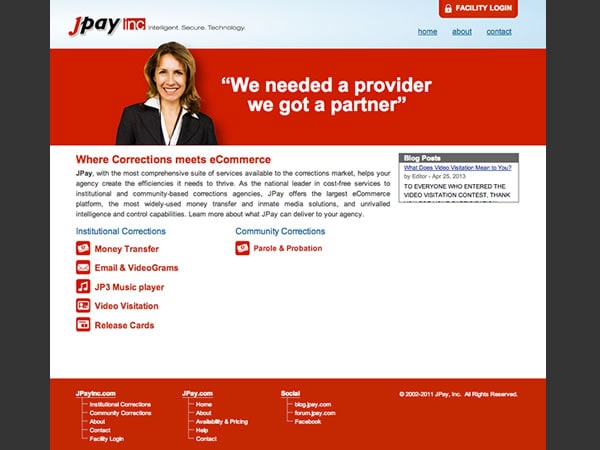 FACILITY LOGIN
Jpay inc Intelligent. Secure. Technology.
home about contact
“We needed a provider
we got a partner”
Where Corrections meets eCommerce
JPay, with the most comprehensive suite of services available to the corrections market, helps your
agency create the efficiencies it needs to thrive. As the national leader in cost-free services to
institutional and community-based corrections agencies, JPay offers the largest eCommerce
platform, the most widely-used money transfer and inmate media solutions, and unrivalled
intelligence and control capabilities. Learn more about what JPay can deliver to your agency.
Blog Posts
What Does Video Visitation Mean to You?
by Editor - Apr 25, 2013
TO EVERYONE WHO ENTERED THE
VIDEO VISITATION CONTEST, THANK
Institutional Corrections
Money Transfer
Email & VideoGrams
JP3 Music player
Video Visitation
Release Cards
Community Corrections
Parole & Probation
JPayInc.com
Institutional Corrections
Community Corrections
About
Contact
Facility Login
JPay.com
Home
About
Availability & Pricing
Help
Contact
Social
blog.jpay.com
forum.jpay.com
Facebook
© 2002-2011 JPay, Inc. All Rights Reserved.